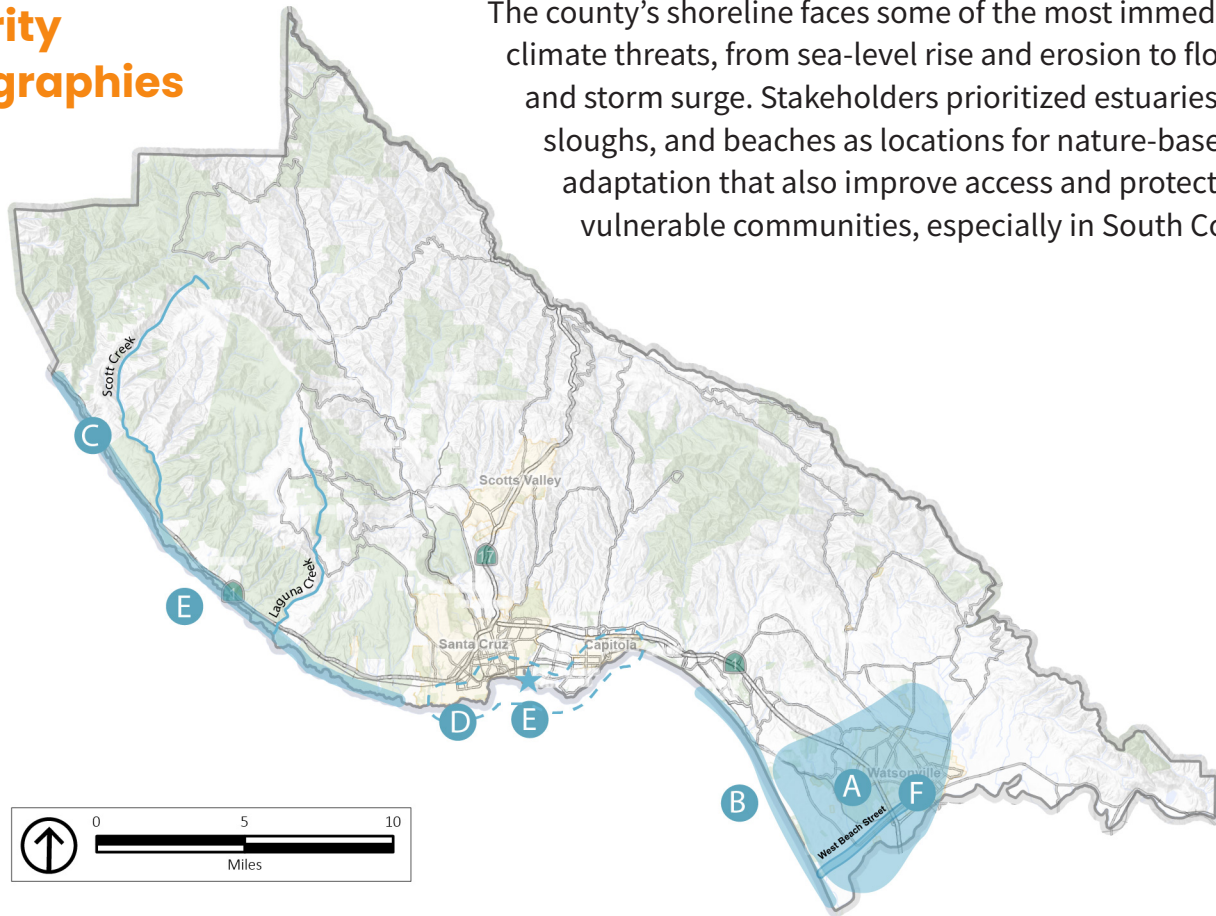 rity
graphies
The county’s shoreline faces some of the most immed
climate threats, from sea-level rise and erosion to flo
and storm surge. Stakeholders prioritized estuaries
sloughs, and beaches as locations for nature-base
adaptation that also improve access and protect
vulnerable communities, especially in South Co
Scott Creek
C
Scotts Valley
17
E
Laguna Creek
Santa Cruz
Capitola
D
E
B
A
Watsonville
F
West Beach Street
0 5 10
Miles